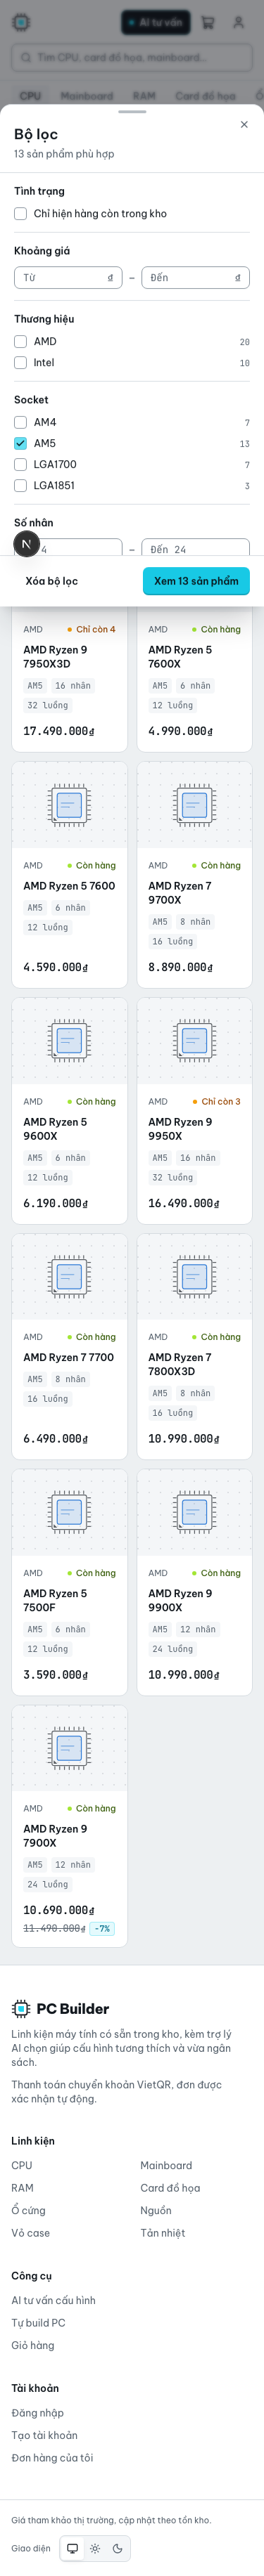 AI tư vấn
Tìm CPU, card đồ họa, mainboard...
CPU Mainboard RAM Card đồ họa
Bộ lọc
13 sản phẩm phù hợp
Tình trạng
Chỉ hiện hàng còn trong kho
Khoảng giá
Từ ₫ – Đến ₫
Thương hiệu
AMD 20
Intel 10
Socket
AM4 7
AM5 13
LGA1700 7
LGA1851 3
Số nhân
4 – Đến 24
N
Xóa bộ lọc
Xem 13 sản phẩm
AMD Chỉ còn 4
AMD Ryzen 9
7950X3D
AM5 16 nhân
32 luồng
17.490.000₫
AMD Còn hàng
AMD Ryzen 5
7600X
AM5 6 nhân
12 luồng
4.990.000₫
AMD Còn hàng
AMD Ryzen 5 7600
AM5 6 nhân
12 luồng
4.590.000₫
AMD Còn hàng
AMD Ryzen 7
9700X
AM5 8 nhân
16 luồng
8.890.000₫
AMD Còn hàng
AMD Ryzen 5
9600X
AM5 6 nhân
12 luồng
6.190.000₫
AMD Chỉ còn 3
AMD Ryzen 9
9950X
AM5 16 nhân
32 luồng
16.490.000₫
AMD Còn hàng
AMD Ryzen 7 7700
AM5 8 nhân
16 luồng
6.490.000₫
AMD Còn hàng
AMD Ryzen 7
7800X3D
AM5 8 nhân
16 luồng
10.990.000₫
AMD Còn hàng
AMD Ryzen 5
7500F
AM5 6 nhân
12 luồng
3.590.000₫
AMD Còn hàng
AMD Ryzen 9
9900X
AM5 12 nhân
24 luồng
10.990.000₫
AMD Còn hàng
AMD Ryzen 9
7900X
AM5 12 nhân
24 luồng
10.690.000₫
11.490.000₫ -7%
PC Builder
Linh kiện máy tính có sẵn trong kho, kèm trợ lý
AI chọn giúp cấu hình tương thích và vừa ngân
sách.
Thanh toán chuyển khoản VietQR, đơn được
xác nhận tự động.
Linh kiện
CPU Mainboard
RAM Card đồ họa
Ổ cứng Nguồn
Vỏ case Tản nhiệt
Công cụ
AI tư vấn cấu hình
Tự build PC
Giỏ hàng
Tài khoản
Đăng nhập
Tạo tài khoản
Đơn hàng của tôi
Giá tham khảo thị trường, cập nhật theo tồn kho.
Giao diện